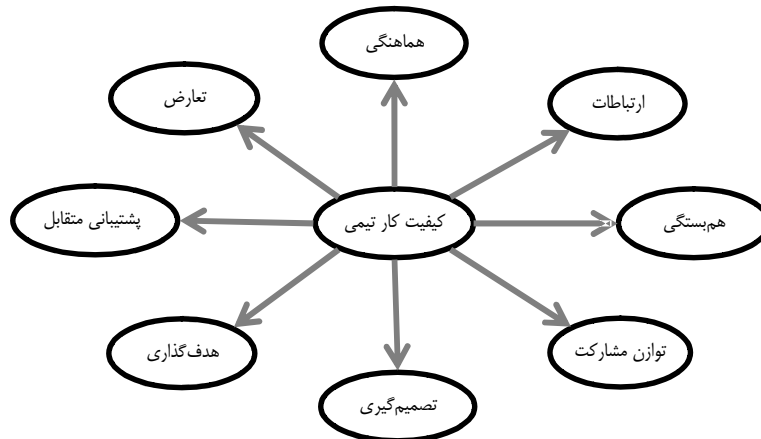 هماهنگی
تعارض
ارتباطات
پشتیبانی متقابل
کیفیت کار تیمی
هم‌بستگی
هدف‌گذاری
توازن مشارکت
تصمیم‌گیری